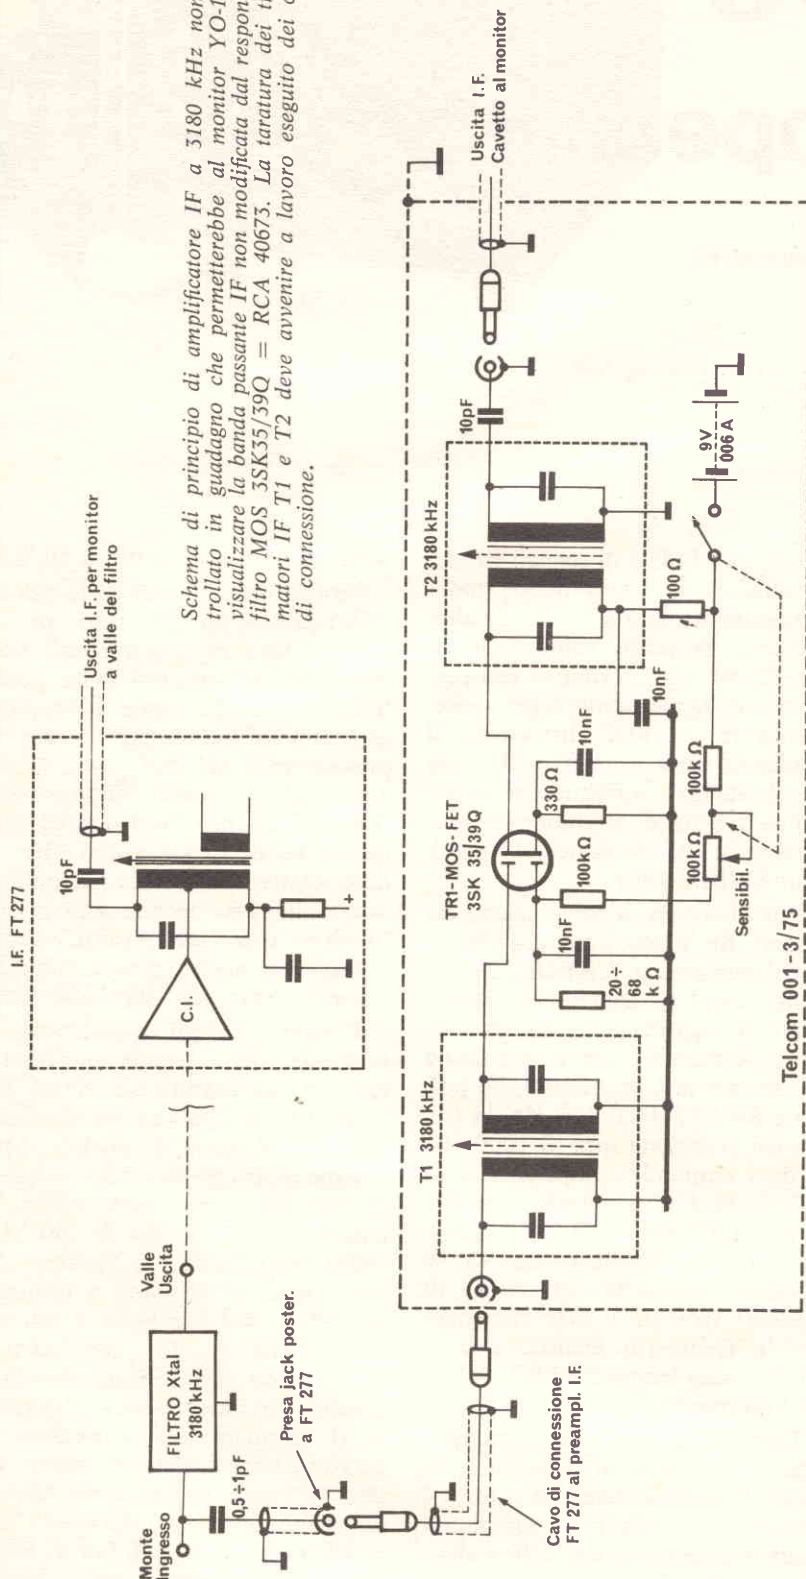 Schema di principio di amplificatore IF a 3180 kHz non
trollato in guadagno che permetterebbe al monitor YO-1
visualizzare la banda passante IF non modificata dal respon
filtro MOS 3SK35/39Q = RCA 40673. La taratura dei
matori IF T1 e T2 deve avvenire a lavoro eseguito dei
di connessione.
Monte
ingresso
FILTRO Xtal
3180 kHz
Valle
Uscita
0,5÷1pF
Presa jack poster.
a FT 277
Cavo di connessione
FT 277 al preampl. I.F.
I.F. FT 277
C.I.
10pF
+
Uscita I.F. per monitor
a valle del filtro
T1 3180 kHz
TR1-MOS-FET
3SK 35/39Q
10nF
20÷
68
k Ω
100kΩ
330 Ω
10nF
10nF
T2 3180 kHz
100 Ω
10pF
Uscita I.F.
Cavetto al monitor
100k Ω
100k Ω
Sensibil.
9V
006 A
Telcom 001-3/75